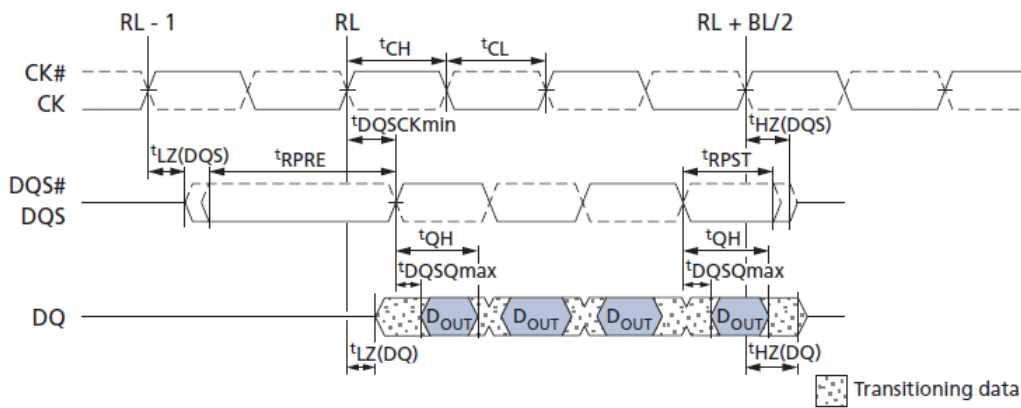 RL - 1 RL RL + BL/2
tCH tCL
CK#
CK
tDQSCKmin tHZ(DQS)
tLZ(DQS) tRPRE tRPST
DQS#
DQS
tQH tQH
tDQSQmax tDQSQmax
DQ DOUT DOUT DOUT DOUT
tLZ(DQ) tHZ(DQ)
Transitioning data